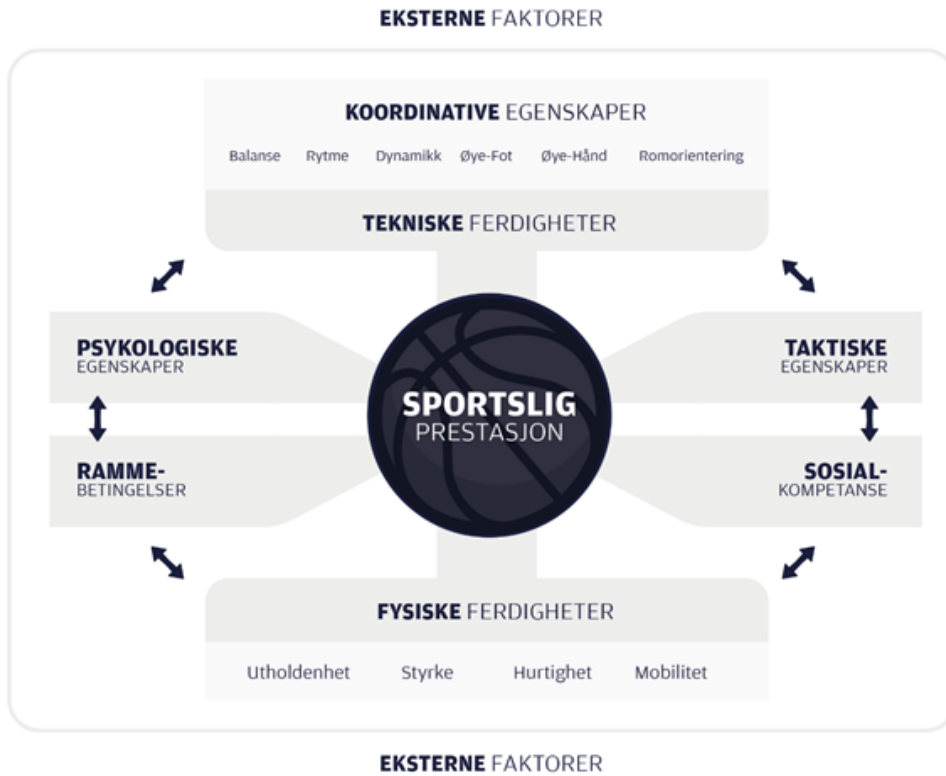 EKSTERNE FAKTORER
KOORDINATIVE EGENSKAPER
Balanse Rytme Dynamikk Øye-Fot Øye-Hånd Romorientering
TEKNISKE FERDIGHETER
PSYKOLOGISKE
EGENSKAPER
TAKTISKE
EGENSKAPER
SPORTSLIG
PRESTASJON
RAMME-
BETINGELSER
SOSIAL-
KOMPETANSE
FYSISKE FERDIGHETER
Utholdenhet Styrke Hurtighet Mobilitet
EKSTERNE FAKTORER